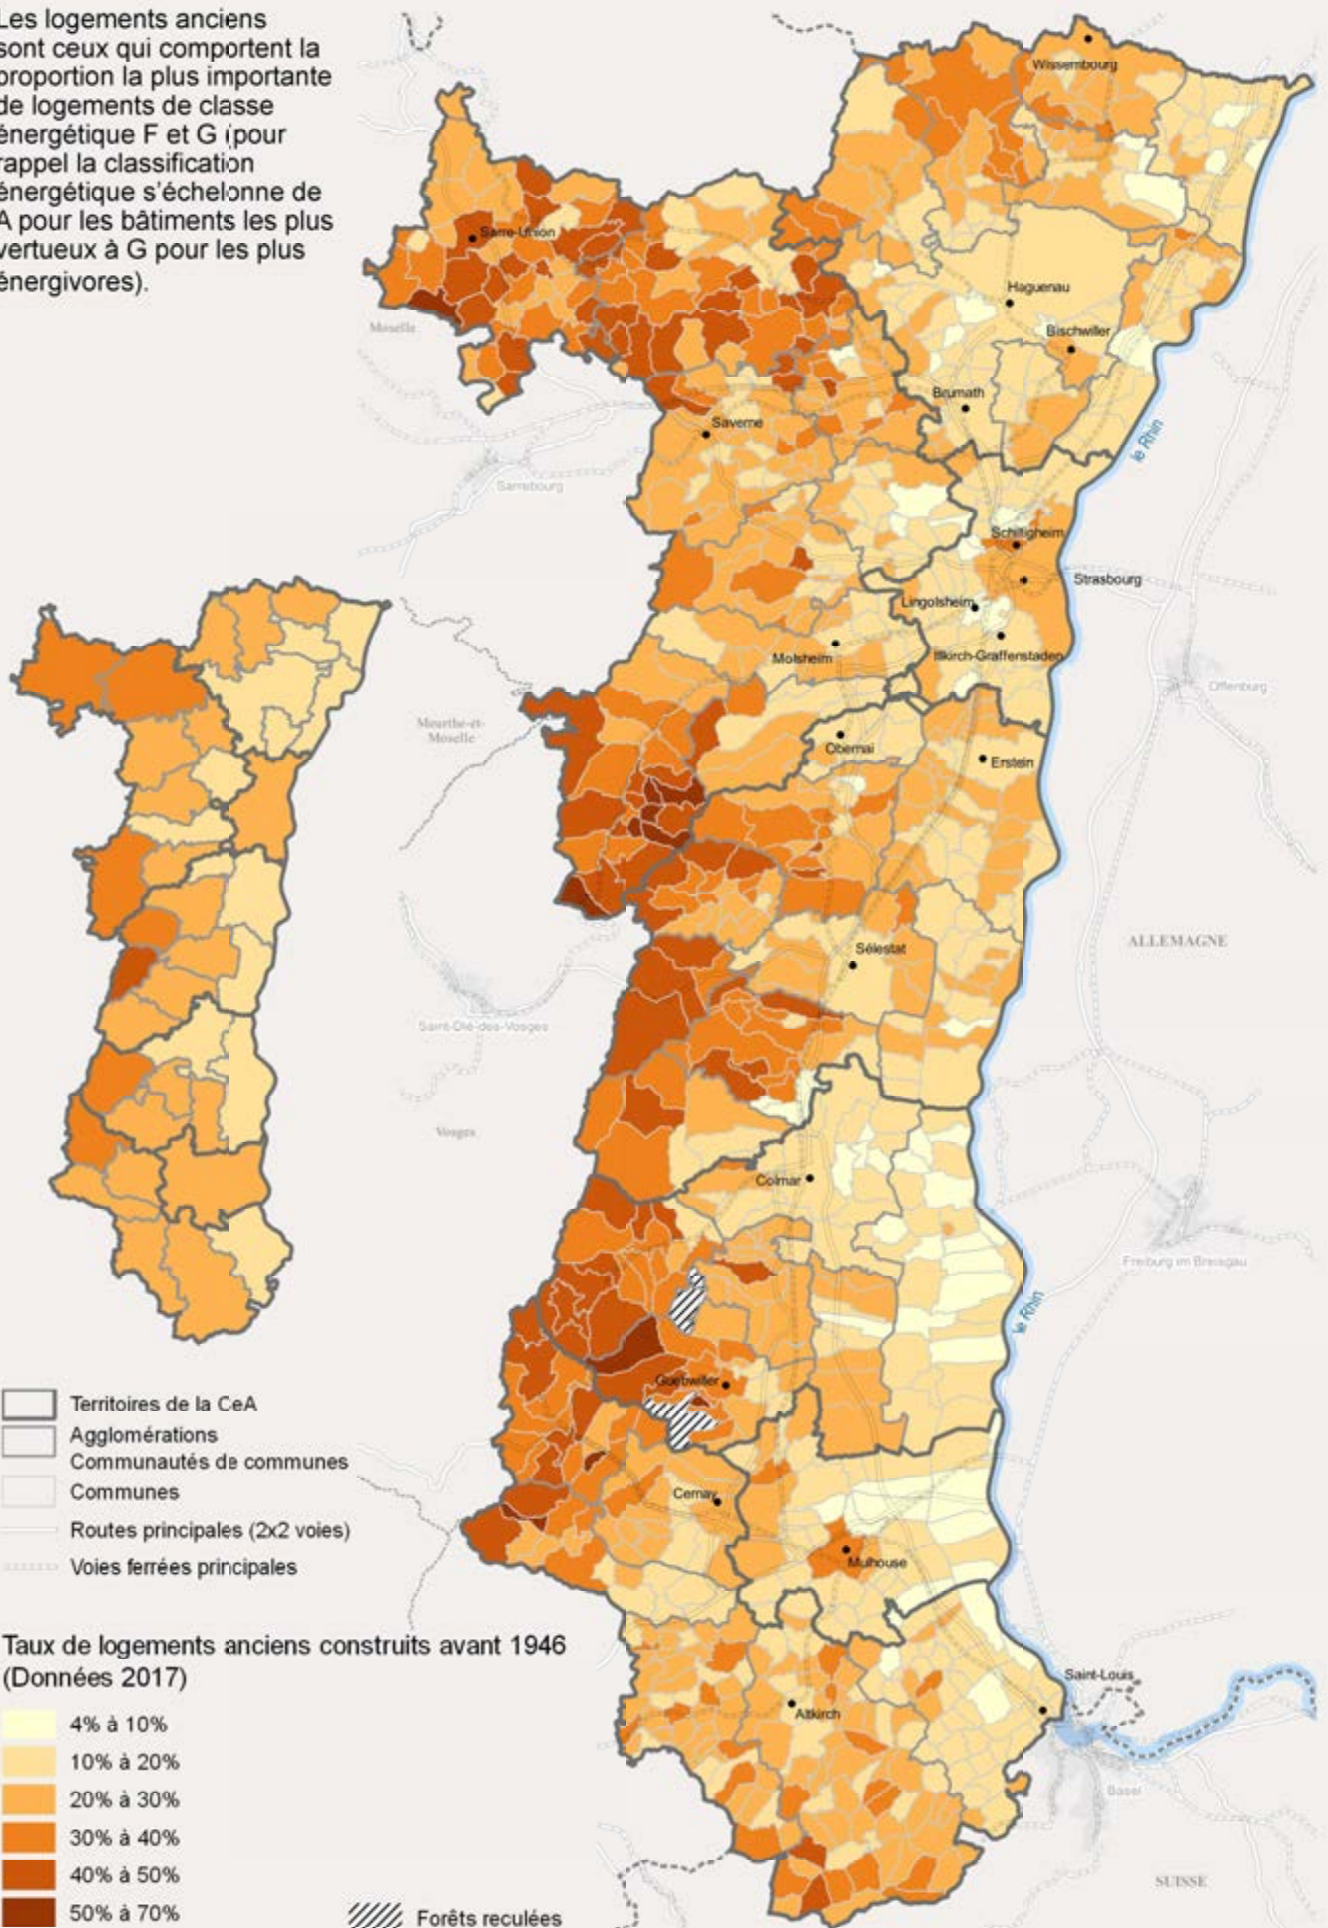 Les logements anciens
sont ceux qui comportent la
proportion la plus importante
de logements de classe
énergétique F et G (pour
rappel la classification
énergétique s'échelonne de
A pour les bâtiments les plus
vertueux à G pour les plus
énergivores).
Wissembourg
Sarre-Union
Haguenau
Moselle
Bischwiller
Brumath
Saverne
le Rhin
Sarrebourg
Schiltigheim
Strasbourg
Lingolsheim
Molsheim
Illkirch-Graffenstaden
Offenburg
Meurthe-et-
Moselle
Obernai
Erstein
ALLEMAGNE
Sélestat
Saint-Dié-des-Vosges
Vosges
Colmar
Freiburg im Breisgau
le Rhin
Guebwiller
Territoires de la CeA
Agglomérations
Communautés de communes
Communes
Routes principales (2x2 voies)
Voies ferrées principales
Cernay
Mulhouse
Taux de logements anciens construits avant 1946
(Données 2017)
4% à 10%
10% à 20%
20% à 30%
30% à 40%
40% à 50%
50% à 70%
Forêts reculées
Saint-Louis
Altkirch
Basel
SUISSE